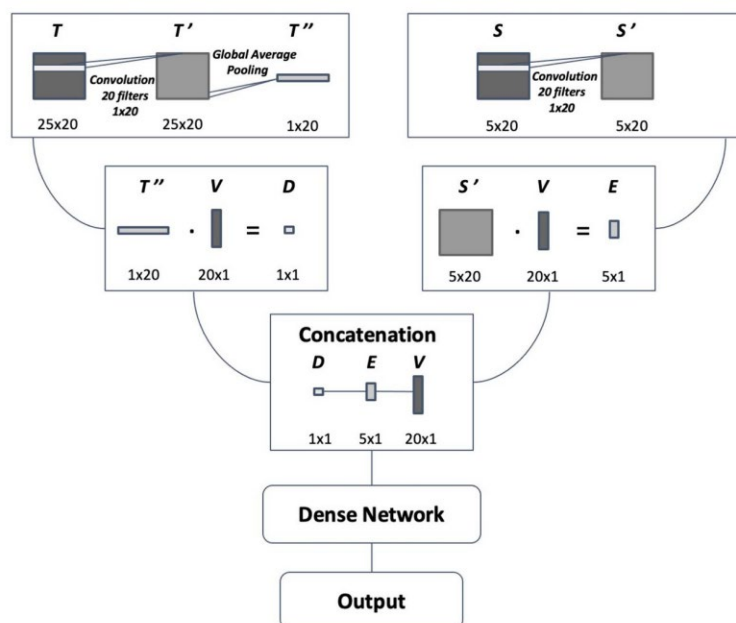 T T′ T″
Global Average
Pooling
Convolution
20 filters
1x20
25x20 25x20 1x20
S S′
Convolution
20 filters
1x20
5x20 5x20
T″ V D
· =
1x20 20x1 1x1
S′ V E
· =
5x20 20x1 5x1
Concatenation
D E V
1x1 5x1 20x1
Dense Network
Output